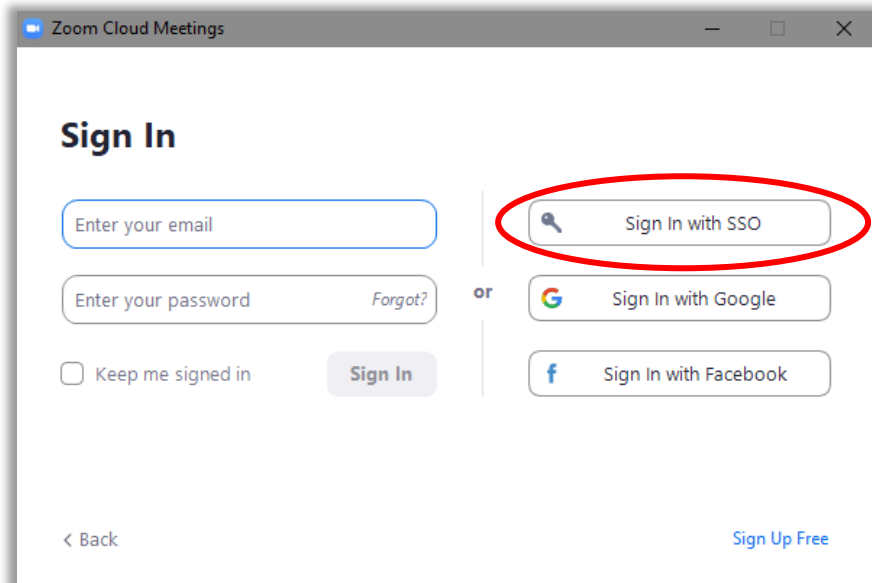 Zoom Cloud Meetings
Sign In
Enter your email
Enter your password Forgot?
Keep me signed in Sign In
or
Sign In with SSO
Sign In with Google
Sign In with Facebook
< Back
Sign Up Free